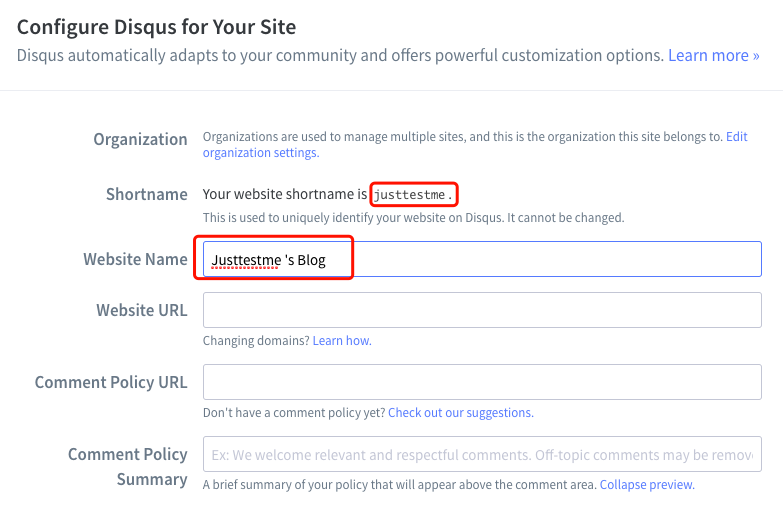 Configure Disqus for Your Site
Disqus automatically adapts to your community and offers powerful customization options. Learn more »
Organization
Organizations are used to manage multiple sites, and this is the organization this site belongs to. Edit
organization settings.
Shortname
Your website shortname is justtestme .
This is used to uniquely identify your website on Disqus. It cannot be changed.
Website Name
Justtestme 's Blog
Website URL
Changing domains? Learn how.
Comment Policy URL
Don't have a comment policy yet? Check out our suggestions.
Comment Policy
Summary
Ex: We welcome relevant and respectful comments. Off-topic comments may be remov
A brief summary of your policy that will appear above the comment area. Collapse preview.